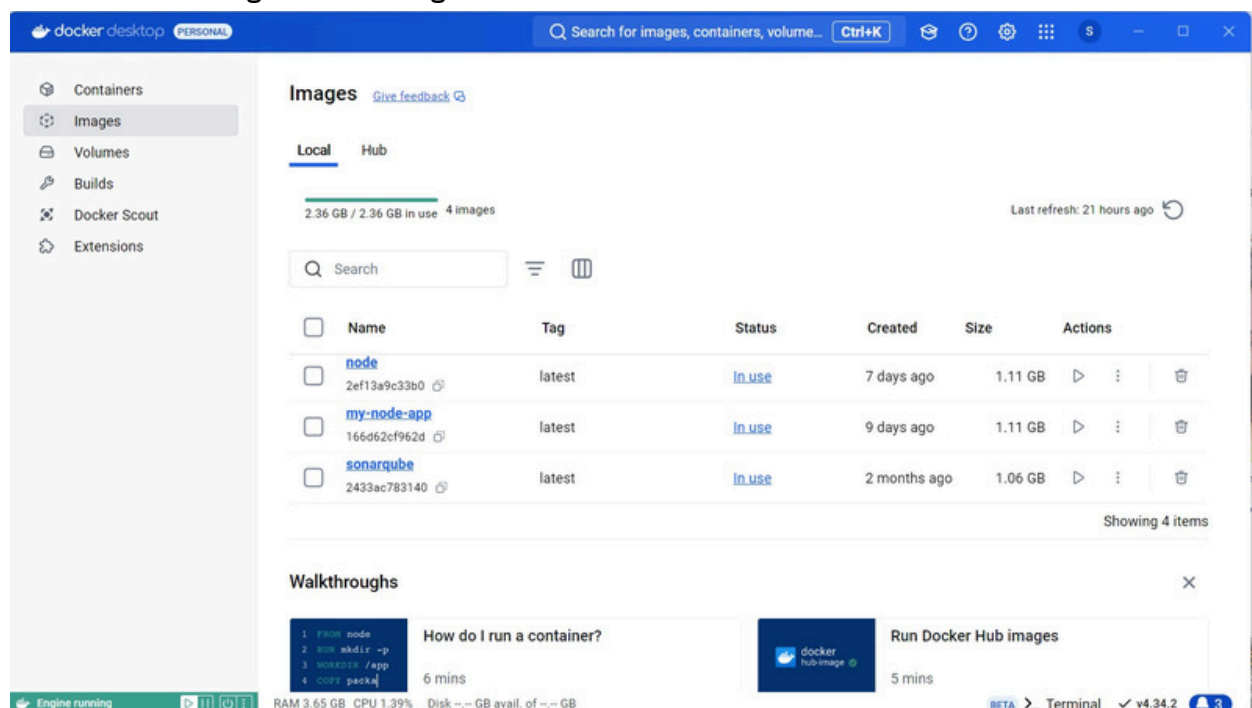 docker desktop PERSONAL
Search for images, containers, volume... Ctrl+K
S
Containers
Images
Volumes
Builds
Docker Scout
Extensions
Images Give feedback
Local Hub
2.36 GB / 2.36 GB in use 4 images
Last refresh: 21 hours ago
Search
Name Tag Status Created Size Actions
node
2ef13a9c33b0 latest In use 7 days ago 1.11 GB
my-node-app
166d62cf962d latest In use 9 days ago 1.11 GB
sonarqube
2433ac783140 latest In use 2 months ago 1.06 GB
Showing 4 items
Walkthroughs
1 FROM node
2 RUN mkdir -p
3 WORKDIR /app
4 COPY packa
How do I run a container?
6 mins
docker
hub-image
Run Docker Hub images
5 mins
Engine running
RAM 3.65 GB CPU 1.39% Disk --.-- GB avail. of --.-- GB
BETA Terminal v4.34.2 3